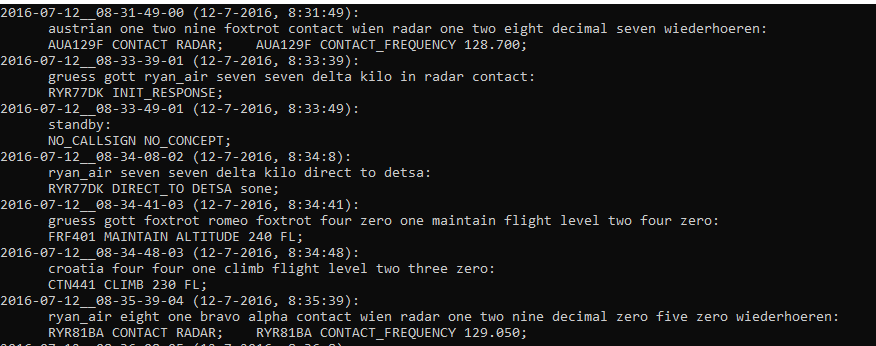 2016-07-12__08-31-49-00 (12-7-2016, 8:31:49):
austrian one two nine foxtrot contact wien radar one two eight decimal seven wiederhoeren:
AUA129F CONTACT RADAR;    AUA129F CONTACT_FREQUENCY 128.700;
2016-07-12__08-33-39-01 (12-7-2016, 8:33:39):
gruess gott ryan_air seven seven delta kilo in radar contact:
RYR77DK INIT_RESPONSE;
2016-07-12__08-33-49-01 (12-7-2016, 8:33:49):
standby:
NO_CALLSIGN NO_CONCEPT;
2016-07-12__08-34-08-02 (12-7-2016, 8:34:8):
ryan_air seven seven delta kilo direct to detsa:
RYR77DK DIRECT_TO DETSA sone;
2016-07-12__08-34-41-03 (12-7-2016, 8:34:41):
gruess gott foxtrot romeo foxtrot four zero one maintain flight level two four zero:
FRF401 MAINTAIN ALTITUDE 240 FL;
2016-07-12__08-34-48-03 (12-7-2016, 8:34:48):
croatia four four one climb flight level two three zero:
CTN441 CLIMB 230 FL;
2016-07-12__08-35-39-04 (12-7-2016, 8:35:39):
ryan_air eight one bravo alpha contact wien radar one two nine decimal zero five zero wiederhoeren:
RYR81BA CONTACT RADAR;    RYR81BA CONTACT_FREQUENCY 129.050;